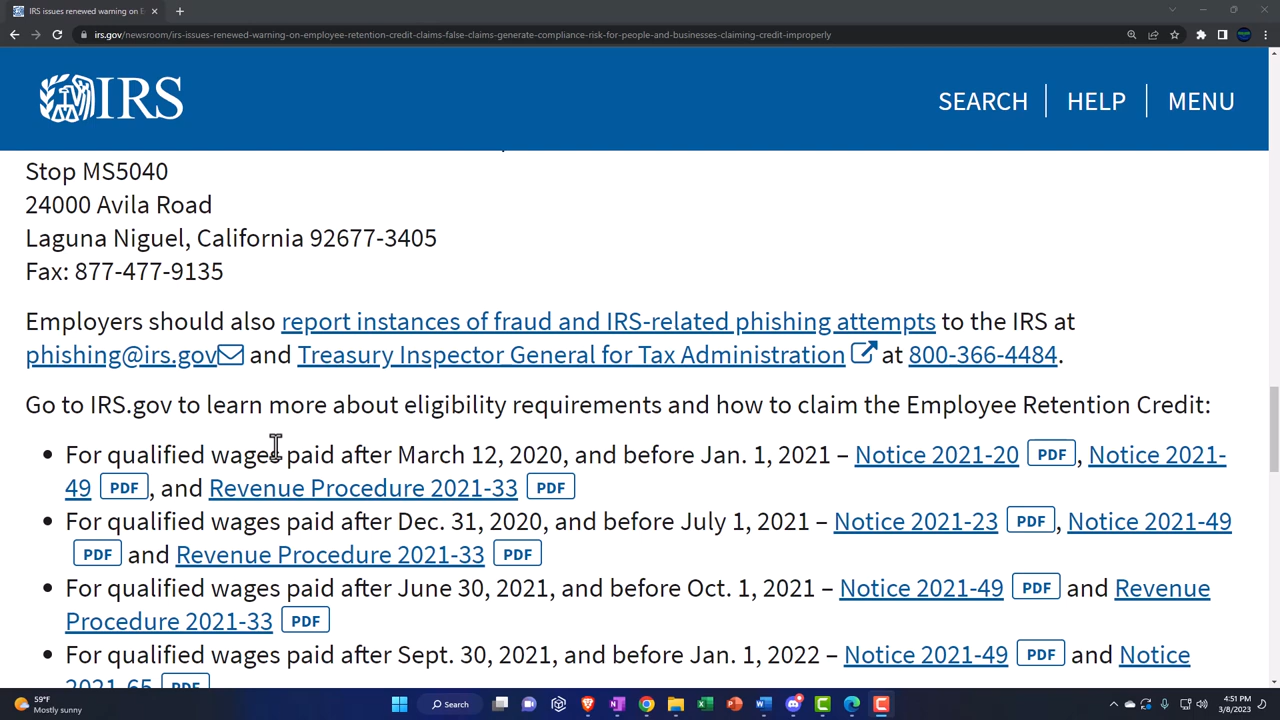 IRS issues renewed warning on E
irs.gov/newsroom/irs-issues-renewed-warning-on-employee-retention-credit-claims-false-claims-generate-compliance-risk-for-people-and-businesses-claiming-credit-improperly
IRS
SEARCH HELP MENU
Stop MS5040
24000 Avila Road
Laguna Niguel, California 92677-3405
Fax: 877-477-9135
Employers should also report instances of fraud and IRS-related phishing attempts to the IRS at
phishing@irs.gov and Treasury Inspector General for Tax Administration at 800-366-4484.
Go to IRS.gov to learn more about eligibility requirements and how to claim the Employee Retention Credit:
• For qualified wages paid after March 12, 2020, and before Jan. 1, 2021 – Notice 2021-20 PDF, Notice 2021-
49 PDF, and Revenue Procedure 2021-33 PDF
• For qualified wages paid after Dec. 31, 2020, and before July 1, 2021 – Notice 2021-23 PDF, Notice 2021-49
PDF and Revenue Procedure 2021-33 PDF
• For qualified wages paid after June 30, 2021, and before Oct. 1, 2021 – Notice 2021-49 PDF and Revenue
Procedure 2021-33 PDF
• For qualified wages paid after Sept. 30, 2021, and before Jan. 1, 2022 – Notice 2021-49 PDF and Notice
2021-65 PDF
59°F
Mostly sunny
Search
4:51 PM
3/8/2023